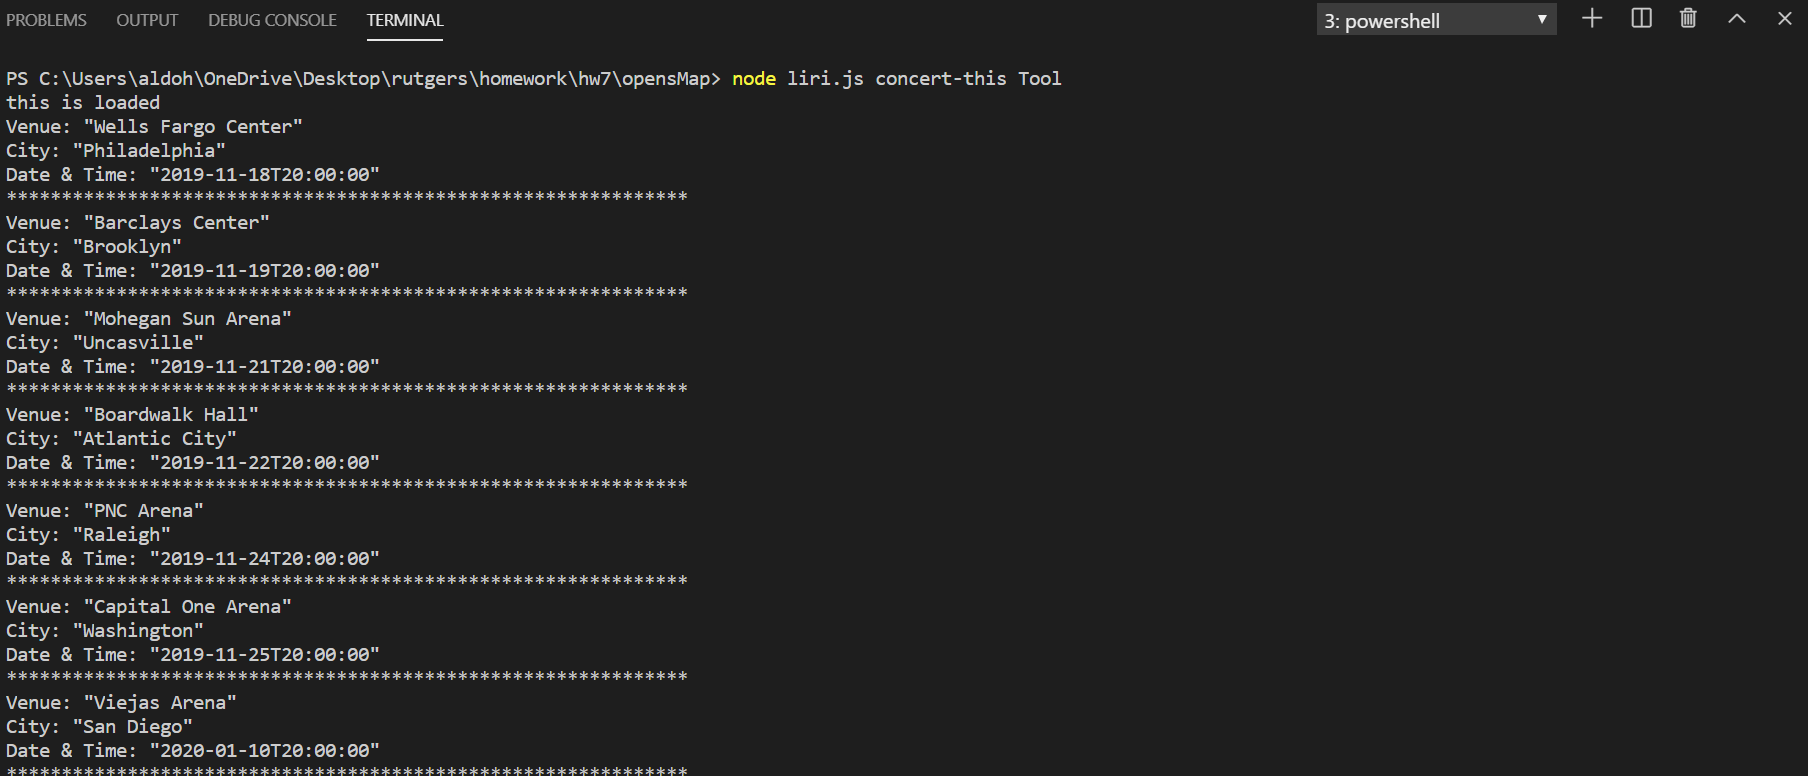 PROBLEMS OUTPUT DEBUG CONSOLE TERMINAL 3: powershell
PS C:\Users\aldoh\OneDrive\Desktop\rutgers\homework\hw7\opensMap> node liri.js concert-this Tool
this is loaded
Venue: "Wells Fargo Center"
City: "Philadelphia"
Date & Time: "2019-11-18T20:00:00"
**************************************************************
Venue: "Barclays Center"
City: "Brooklyn"
Date & Time: "2019-11-19T20:00:00"
**************************************************************
Venue: "Mohegan Sun Arena"
City: "Uncasville"
Date & Time: "2019-11-21T20:00:00"
**************************************************************
Venue: "Boardwalk Hall"
City: "Atlantic City"
Date & Time: "2019-11-22T20:00:00"
**************************************************************
Venue: "PNC Arena"
City: "Raleigh"
Date & Time: "2019-11-24T20:00:00"
**************************************************************
Venue: "Capital One Arena"
City: "Washington"
Date & Time: "2019-11-25T20:00:00"
**************************************************************
Venue: "Viejas Arena"
City: "San Diego"
Date & Time: "2020-01-10T20:00:00"
**************************************************************